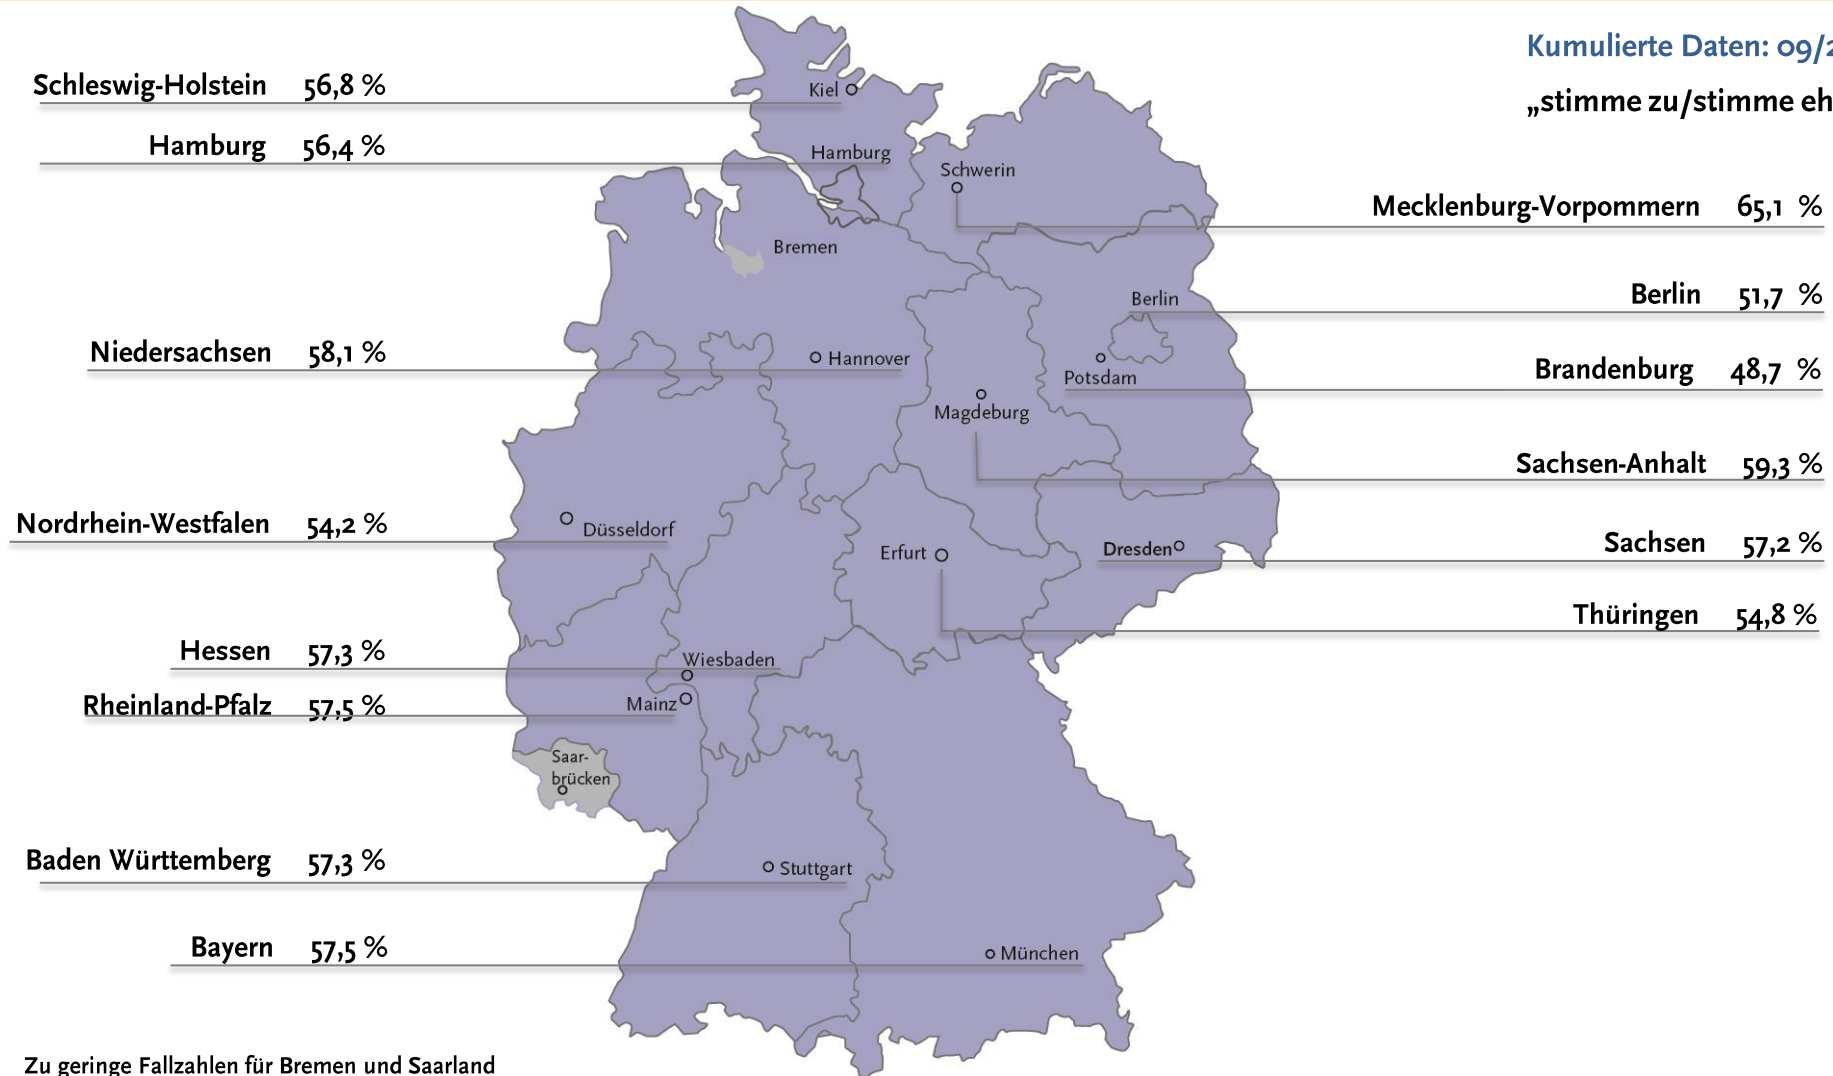 Kumulierte Daten: 09/2
„stimme zu/stimme eh
Schleswig-Holstein 56,8 %
Hamburg 56,4 %
Niedersachsen 58,1 %
Nordrhein-Westfalen 54,2 %
Hessen 57,3 %
Rheinland-Pfalz 57,5 %
Baden Württemberg 57,3 %
Bayern 57,5 %
Kiel
Hamburg
Schwerin
Bremen
Berlin
Hannover
Potsdam
Magdeburg
Düsseldorf
Erfurt
Dresden
Wiesbaden
Mainz
Saar-
brücken
Stuttgart
München
Mecklenburg-Vorpommern 65,1 %
Berlin 51,7 %
Brandenburg 48,7 %
Sachsen-Anhalt 59,3 %
Sachsen 57,2 %
Thüringen 54,8 %
Zu geringe Fallzahlen für Bremen und Saarland